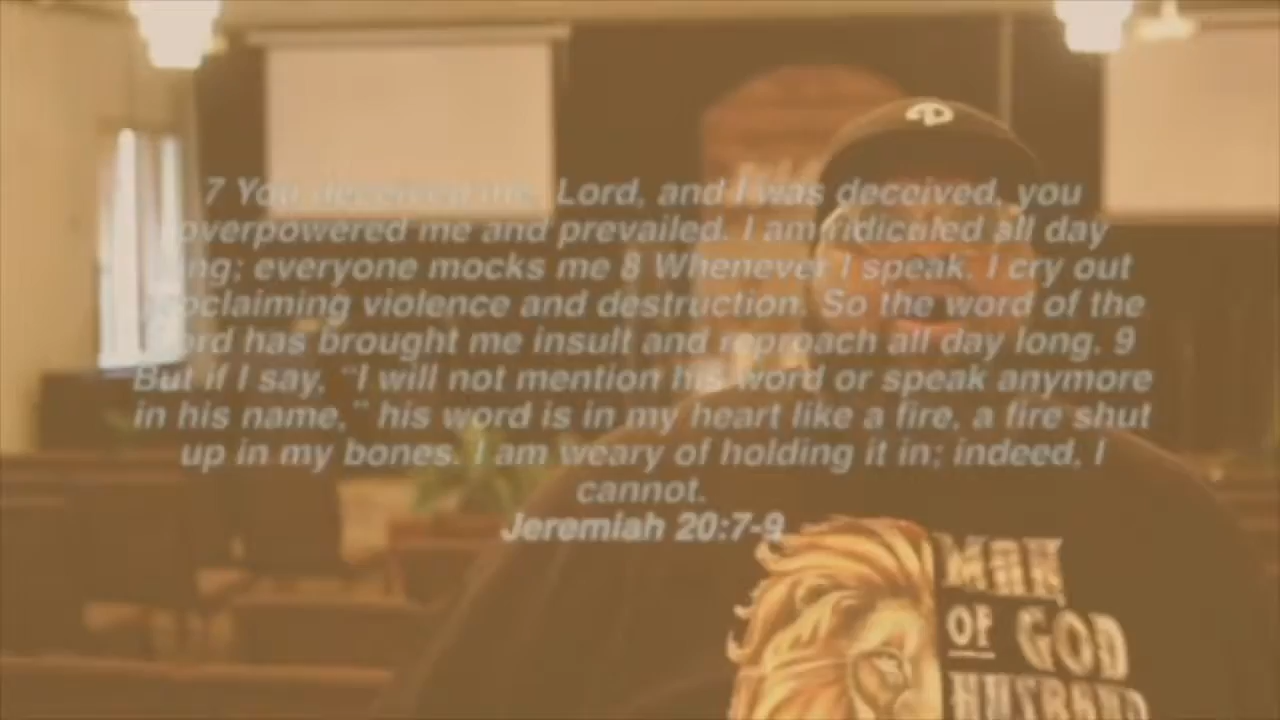 7 You deceived me, Lord, and I was deceived, you
overpowered me and prevailed. I am ridiculed all day
long; everyone mocks me 8 Whenever I speak. I cry out
proclaiming violence and destruction. So the word of the
Lord has brought me insult and reproach all day long. 9
But if I say, “I will not mention his word or speak anymore
in his name,” his word is in my heart like a fire, a fire shut
up in my bones. I am weary of holding it in; indeed, I
cannot.
Jeremiah 20:7-9
MAN
OF GOD
HUSBAND